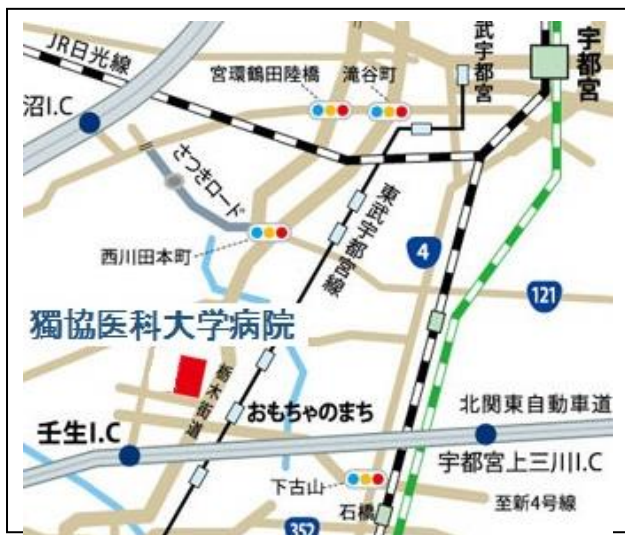 JR日光線
宮環鶴田陸橋
滝谷町
武宇都宮
宇都宮
沼I.C
さつきロード
東武宇都宮線
4
西川田本町
121
獨協医科大学病院
栃木街道
おもちゃのまち
北関東自動車道
壬生I.C
宇都宮上三川I.C
下古山
石橋
至新4号線
352